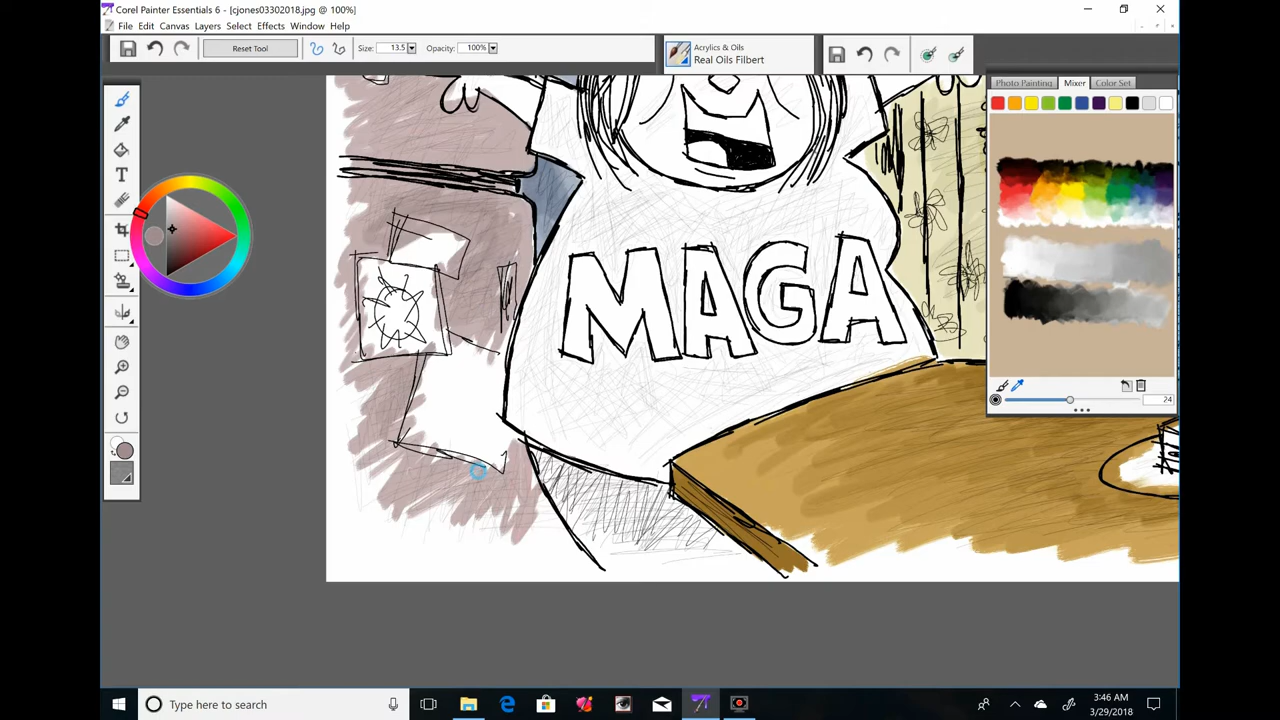 Corel Painter Essentials 6 - [cjones03302018.jpg @ 100%]
File Edit Canvas Layers Select Effects Window Help
Reset Tool
Size: 13.5
Opacity: 100%
Acrylics & Oils
Real Oils Filbert
Photo Painting Mixer Color Set
MAGA
24
Type here to search
3:46 AM
3/29/2018